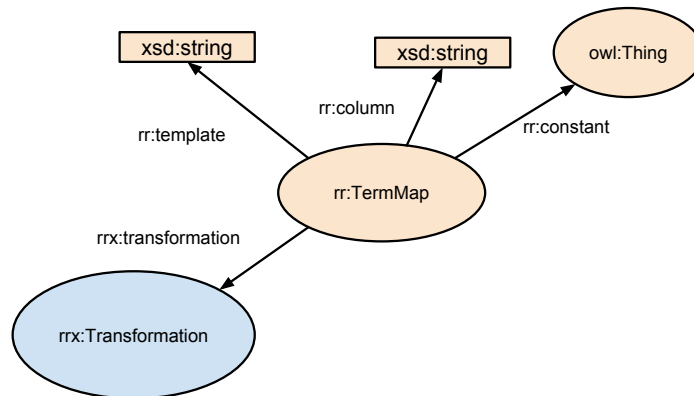 xsd:string
xsd:string
owl:Thing
rr:column
rr:template
rr:constant
rr:TermMap
rrx:transformation
rrx:Transformation